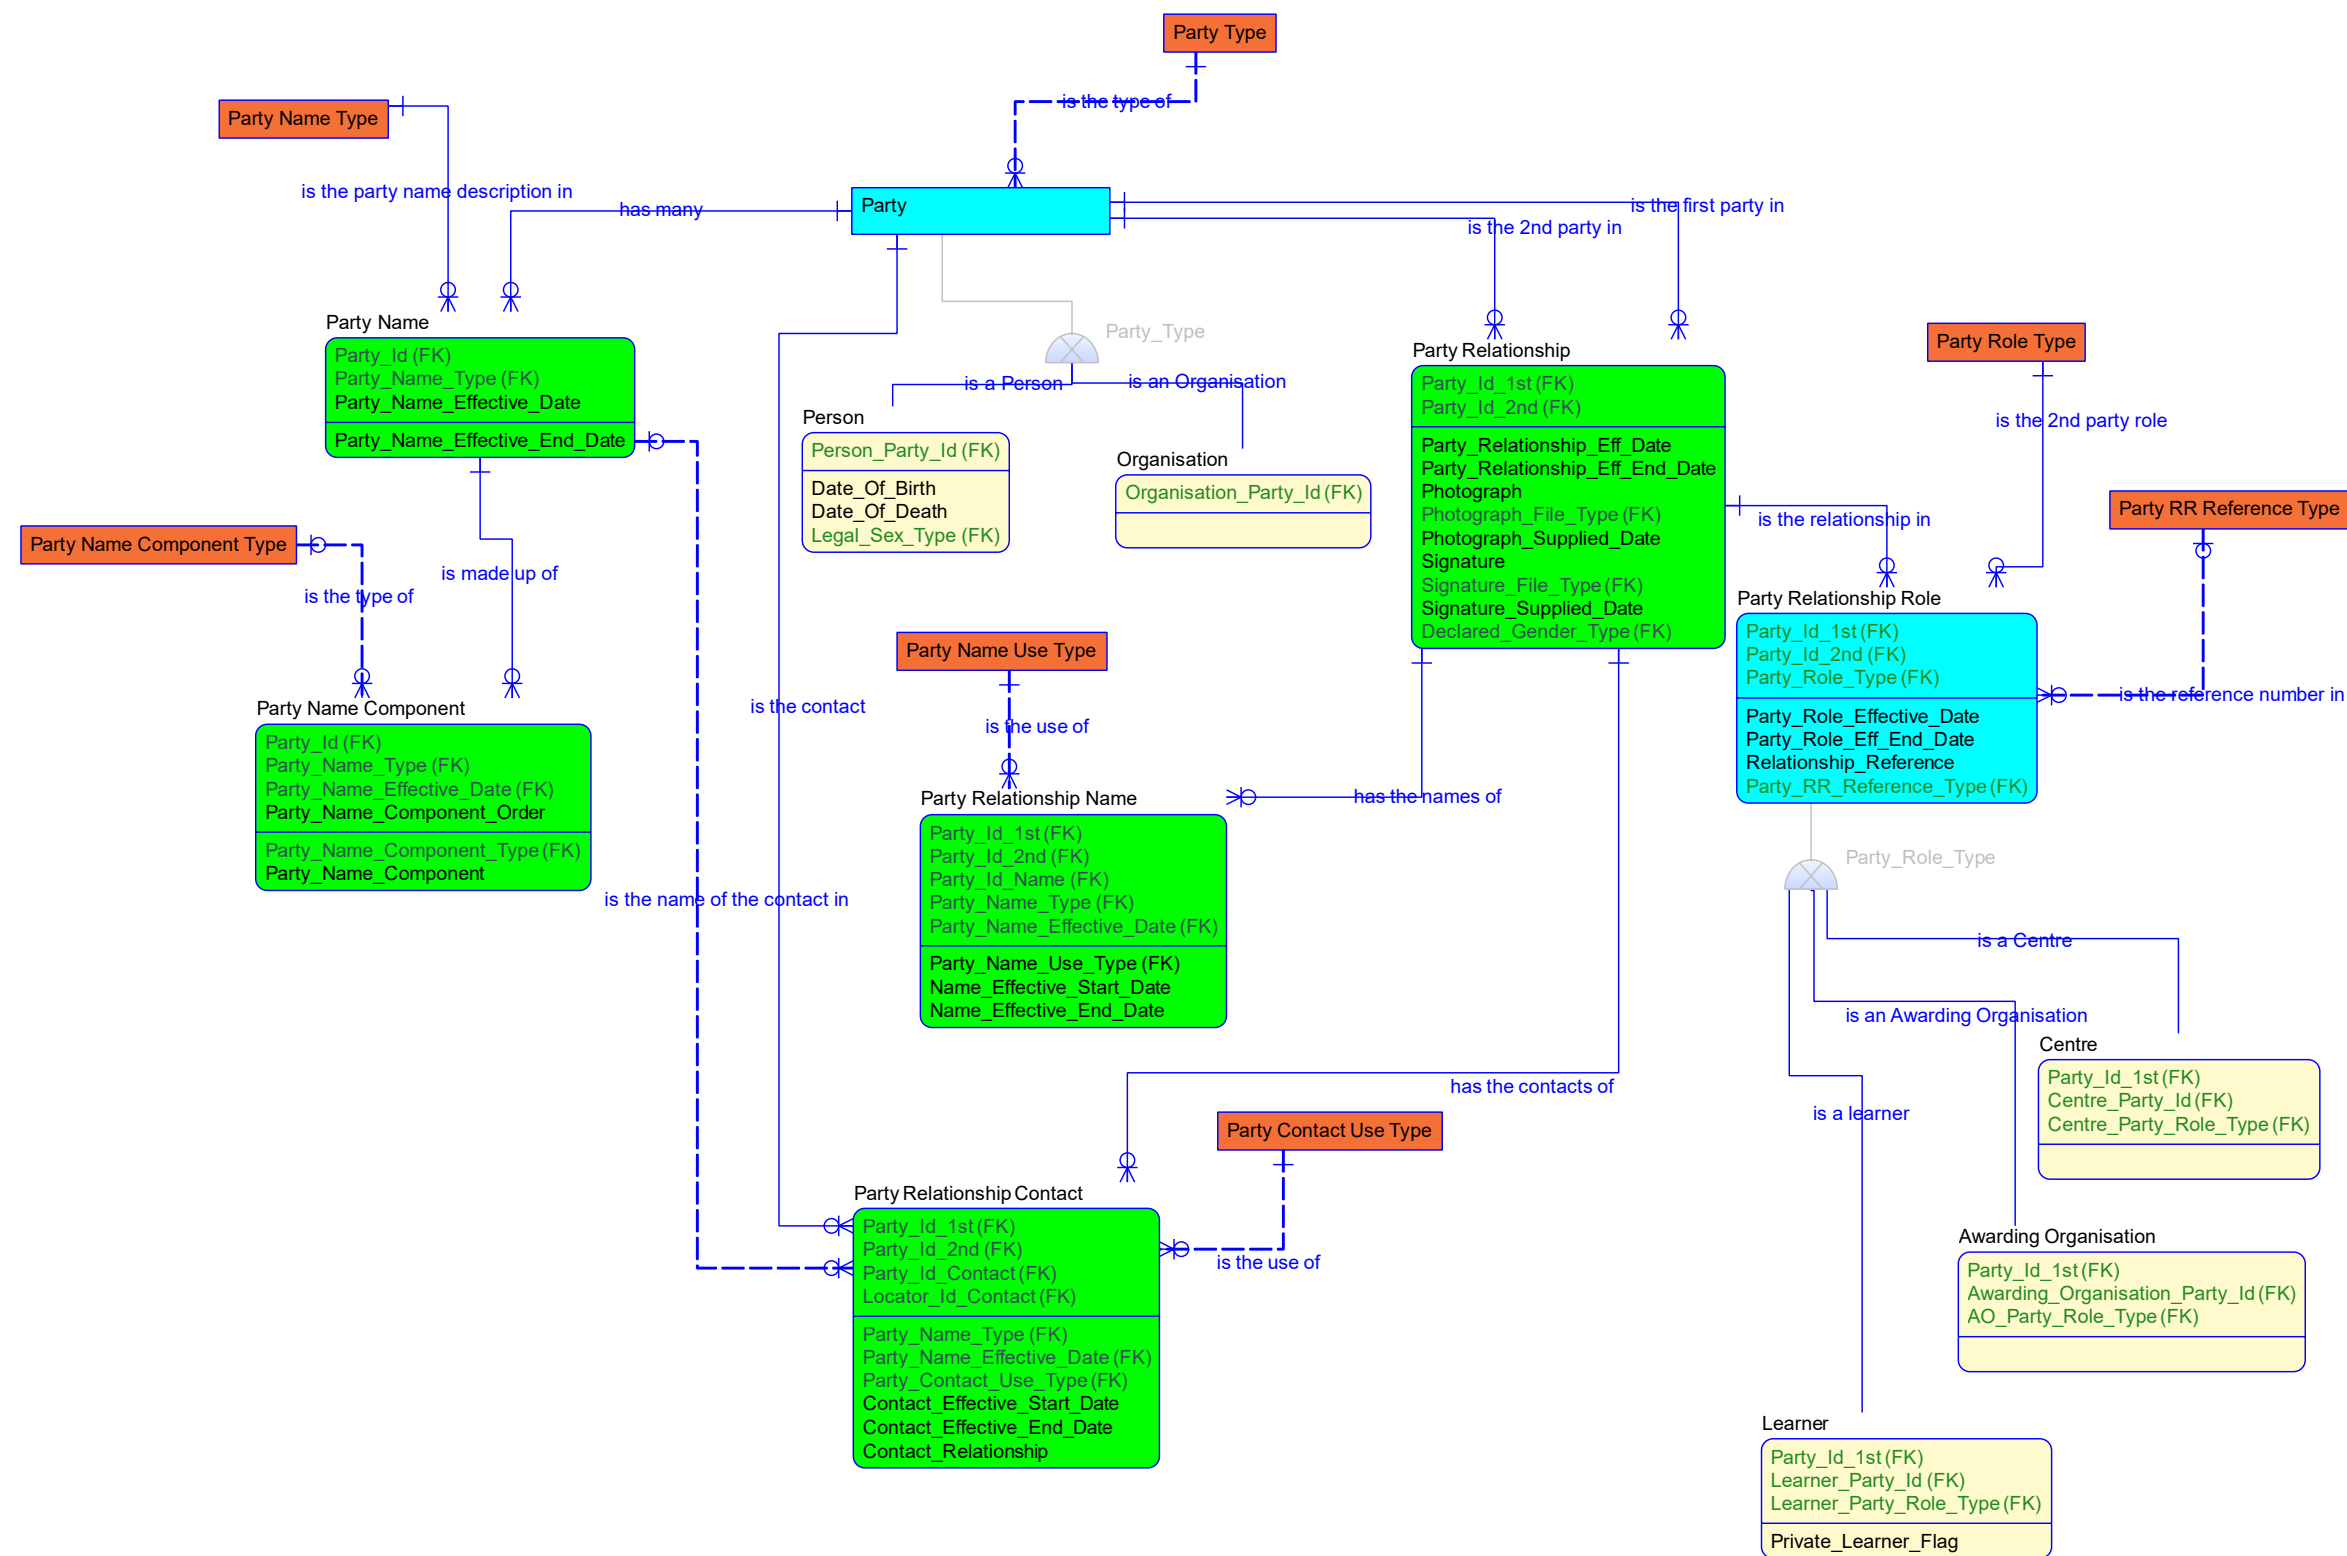 Party Type
is the type of
Party Name Type
is the party name description in
has many
Party
is the first party in
is the 2nd party in
Party_Type
is a Person
is an Organisation
Party Name
Party_Id (FK)
Party_Name_Type (FK)
Party_Name_Effective_Date
Party_Name_Effective_End_Date
Person
Person_Party_Id (FK)
Date_Of_Birth
Date_Of_Death
Legal_Sex_Type (FK)
Organisation
Organisation_Party_Id (FK)
Party Relationship
Party_Id_1st (FK)
Party_Id_2nd (FK)
Party_Relationship_Eff_Date
Party_Relationship_Eff_End_Date
Photograph
Photograph_File_Type (FK)
Photograph_Supplied_Date
Signature
Signature_File_Type (FK)
Signature_Supplied_Date
Declared_Gender_Type (FK)
Party Role Type
is the 2nd party role
Party RR Reference Type
is the relationship in
is the reference number in
Party Name Component Type
is the type of
is made up of
Party Name Component
Party_Id (FK)
Party_Name_Type (FK)
Party_Name_Effective_Date (FK)
Party_Name_Component_Order
Party_Name_Component_Type (FK)
Party_Name_Component
Party Relationship Role
Party_Id_1st (FK)
Party_Id_2nd (FK)
Party_Role_Type (FK)
Party_Role_Effective_Date
Party_Role_Eff_End_Date
Relationship_Reference
Party_RR_Reference_Type (FK)
Party Name Use Type
is the use of
is the contact
has the names of
is the name of the contact in
Party Relationship Name
Party_Id_1st (FK)
Party_Id_2nd (FK)
Party_Id_Name (FK)
Party_Name_Type (FK)
Party_Name_Effective_Date (FK)
Party_Name_Use_Type (FK)
Name_Effective_Start_Date
Name_Effective_End_Date
Party_Role_Type
is a Centre
is an Awarding Organisation
is a learner
has the contacts of
Party Contact Use Type
is the use of
Party Relationship Contact
Party_Id_1st (FK)
Party_Id_2nd (FK)
Party_Id_Contact (FK)
Locator_Id_Contact (FK)
Party_Name_Type (FK)
Party_Name_Effective_Date (FK)
Party_Contact_Use_Type (FK)
Contact_Effective_Start_Date
Contact_Effective_End_Date
Contact_Relationship
Centre
Party_Id_1st (FK)
Centre_Party_Id (FK)
Centre_Party_Role_Type (FK)
Awarding Organisation
Party_Id_1st (FK)
Awarding_Organisation_Party_Id (FK)
AO_Party_Role_Type (FK)
Learner
Party_Id_1st (FK)
Learner_Party_Id (FK)
Learner_Party_Role_Type (FK)
Private_Learner_Flag